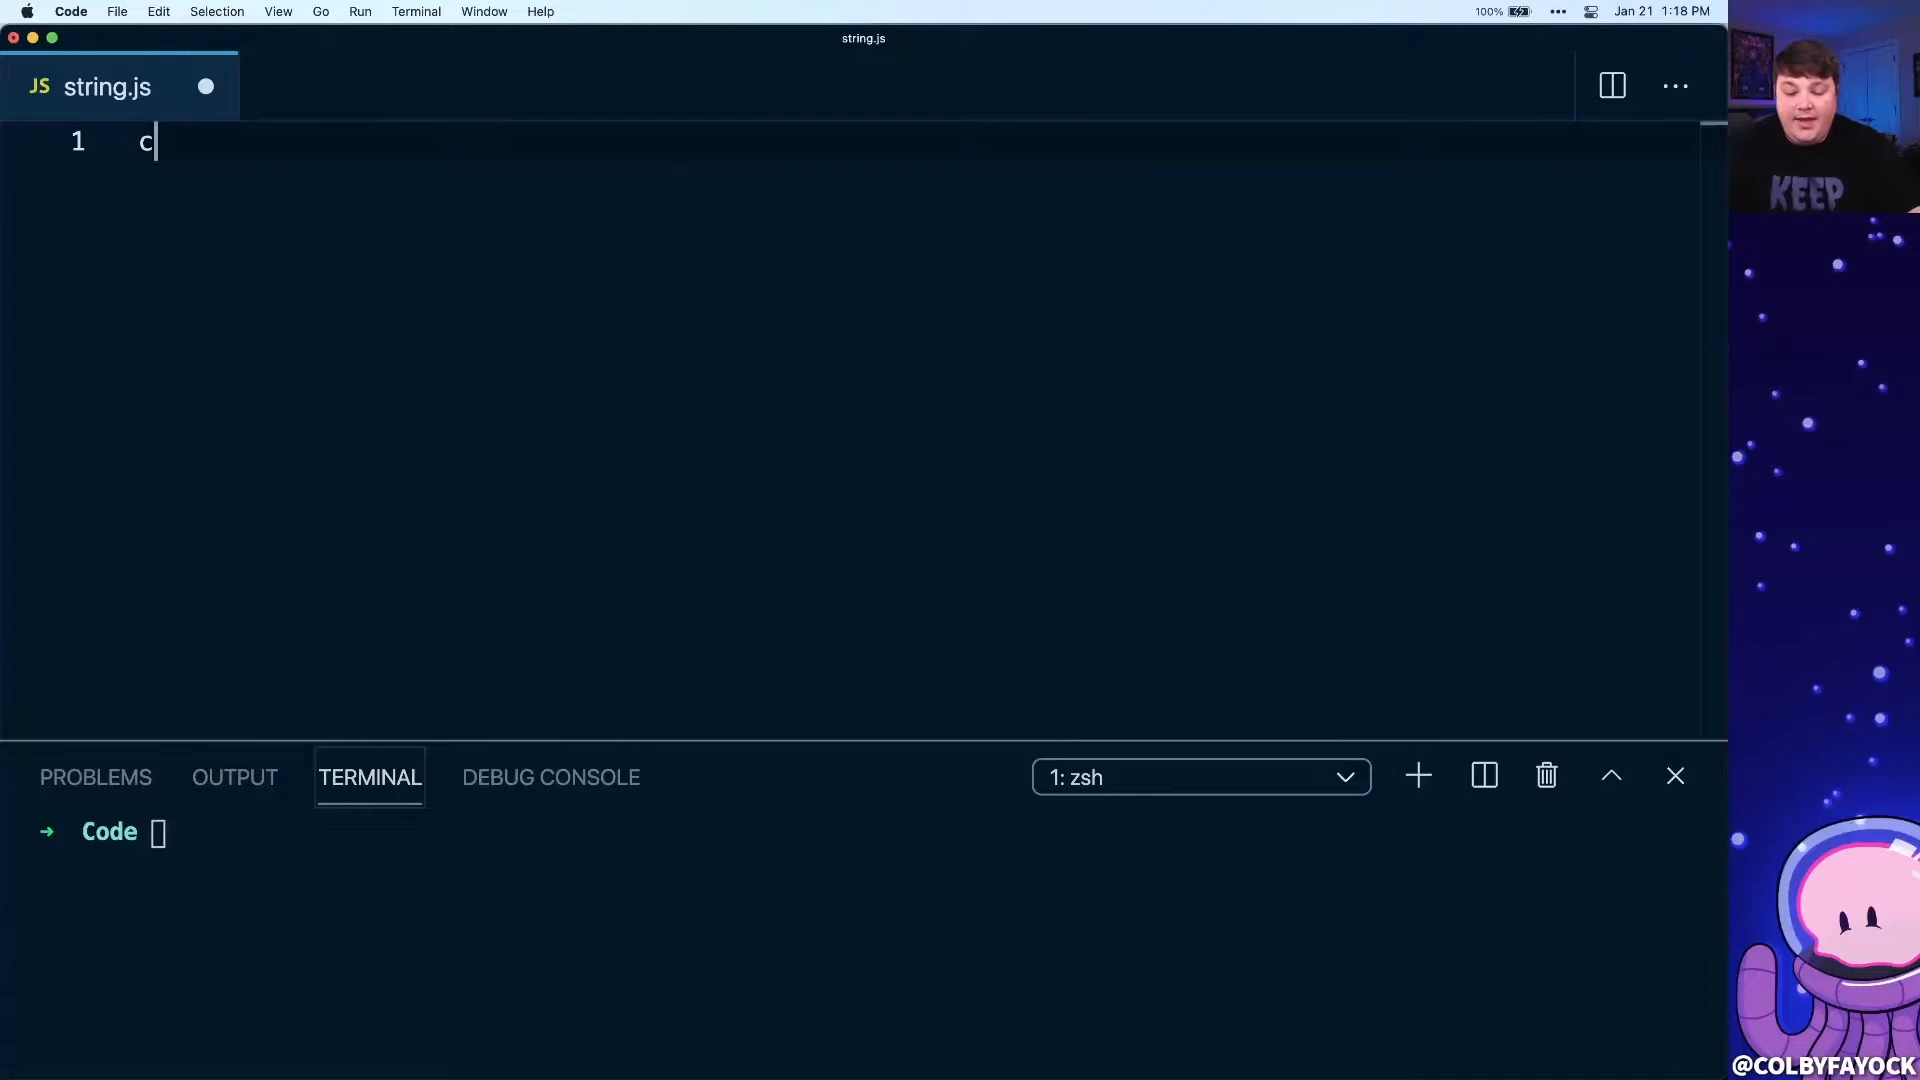 Code File Edit Selection View Go Run Terminal Window Help 100% Jan 21 1:18 PM
string.js
JS string.js
1 c
KEEP
PROBLEMS OUTPUT TERMINAL DEBUG CONSOLE 1: zsh
➜ Code
@COLBYFAYOCK